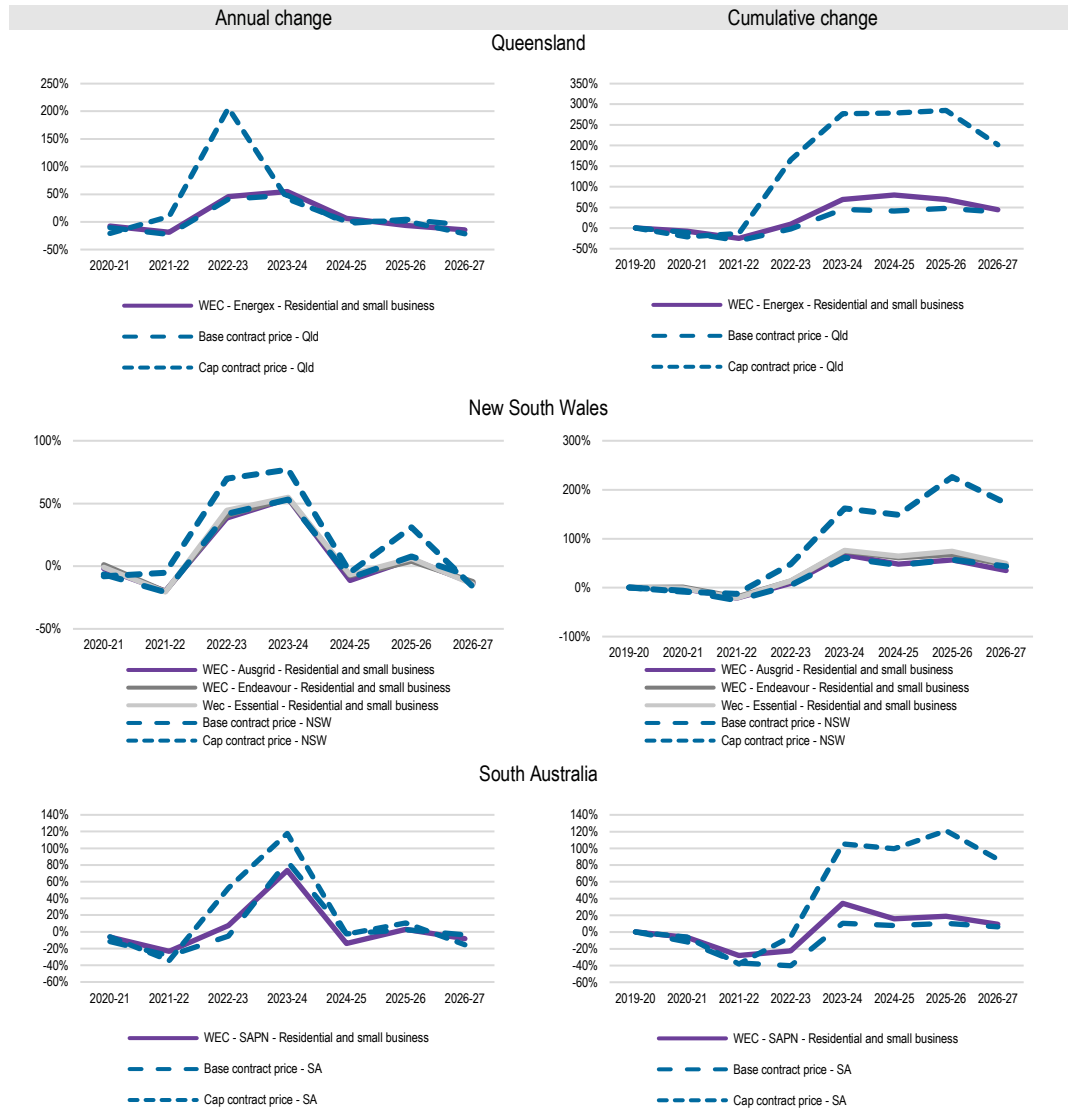 Annual change Cumulative change
Queensland
250%
200%
150%
100%
50%
0%
-50%
2020-21 2021-22 2022-23 2023-24 2024-25 2025-26 2026-27
WEC - Energex - Residential and small business
Base contract price - Qld
Cap contract price - Qld
350%
300%
250%
200%
150%
100%
50%
0%
-50%
2019-20 2020-21 2021-22 2022-23 2023-24 2024-25 2025-26 2026-27
WEC - Energex - Residential and small business
Base contract price - Qld
Cap contract price - Qld
New South Wales
100%
50%
0%
-50%
2020-21 2021-22 2022-23 2023-24 2024-25 2025-26 2026-27
WEC - Ausgrid - Residential and small business
WEC - Endeavour - Residential and small business
Wec - Essential - Residential and small business
Base contract price - NSW
Cap contract price - NSW
300%
200%
100%
0%
-100%
2019-20 2020-21 2021-22 2022-23 2023-24 2024-25 2025-26 2026-27
WEC - Ausgrid - Residential and small business
WEC - Endeavour - Residential and small business
Wec - Essential - Residential and small business
Base contract price - NSW
Cap contract price - NSW
South Australia
140%
120%
100%
80%
60%
40%
20%
0%
-20%
-40%
-60%
2020-21 2021-22 2022-23 2023-24 2024-25 2025-26 2026-27
WEC - SAPN - Residential and small business
Base contract price - SA
Cap contract price - SA
140%
120%
100%
80%
60%
40%
20%
0%
-20%
-40%
-60%
2019-20 2020-21 2021-22 2022-23 2023-24 2024-25 2025-26 2026-27
WEC - SAPN - Residential and small business
Base contract price - SA
Cap contract price - SA